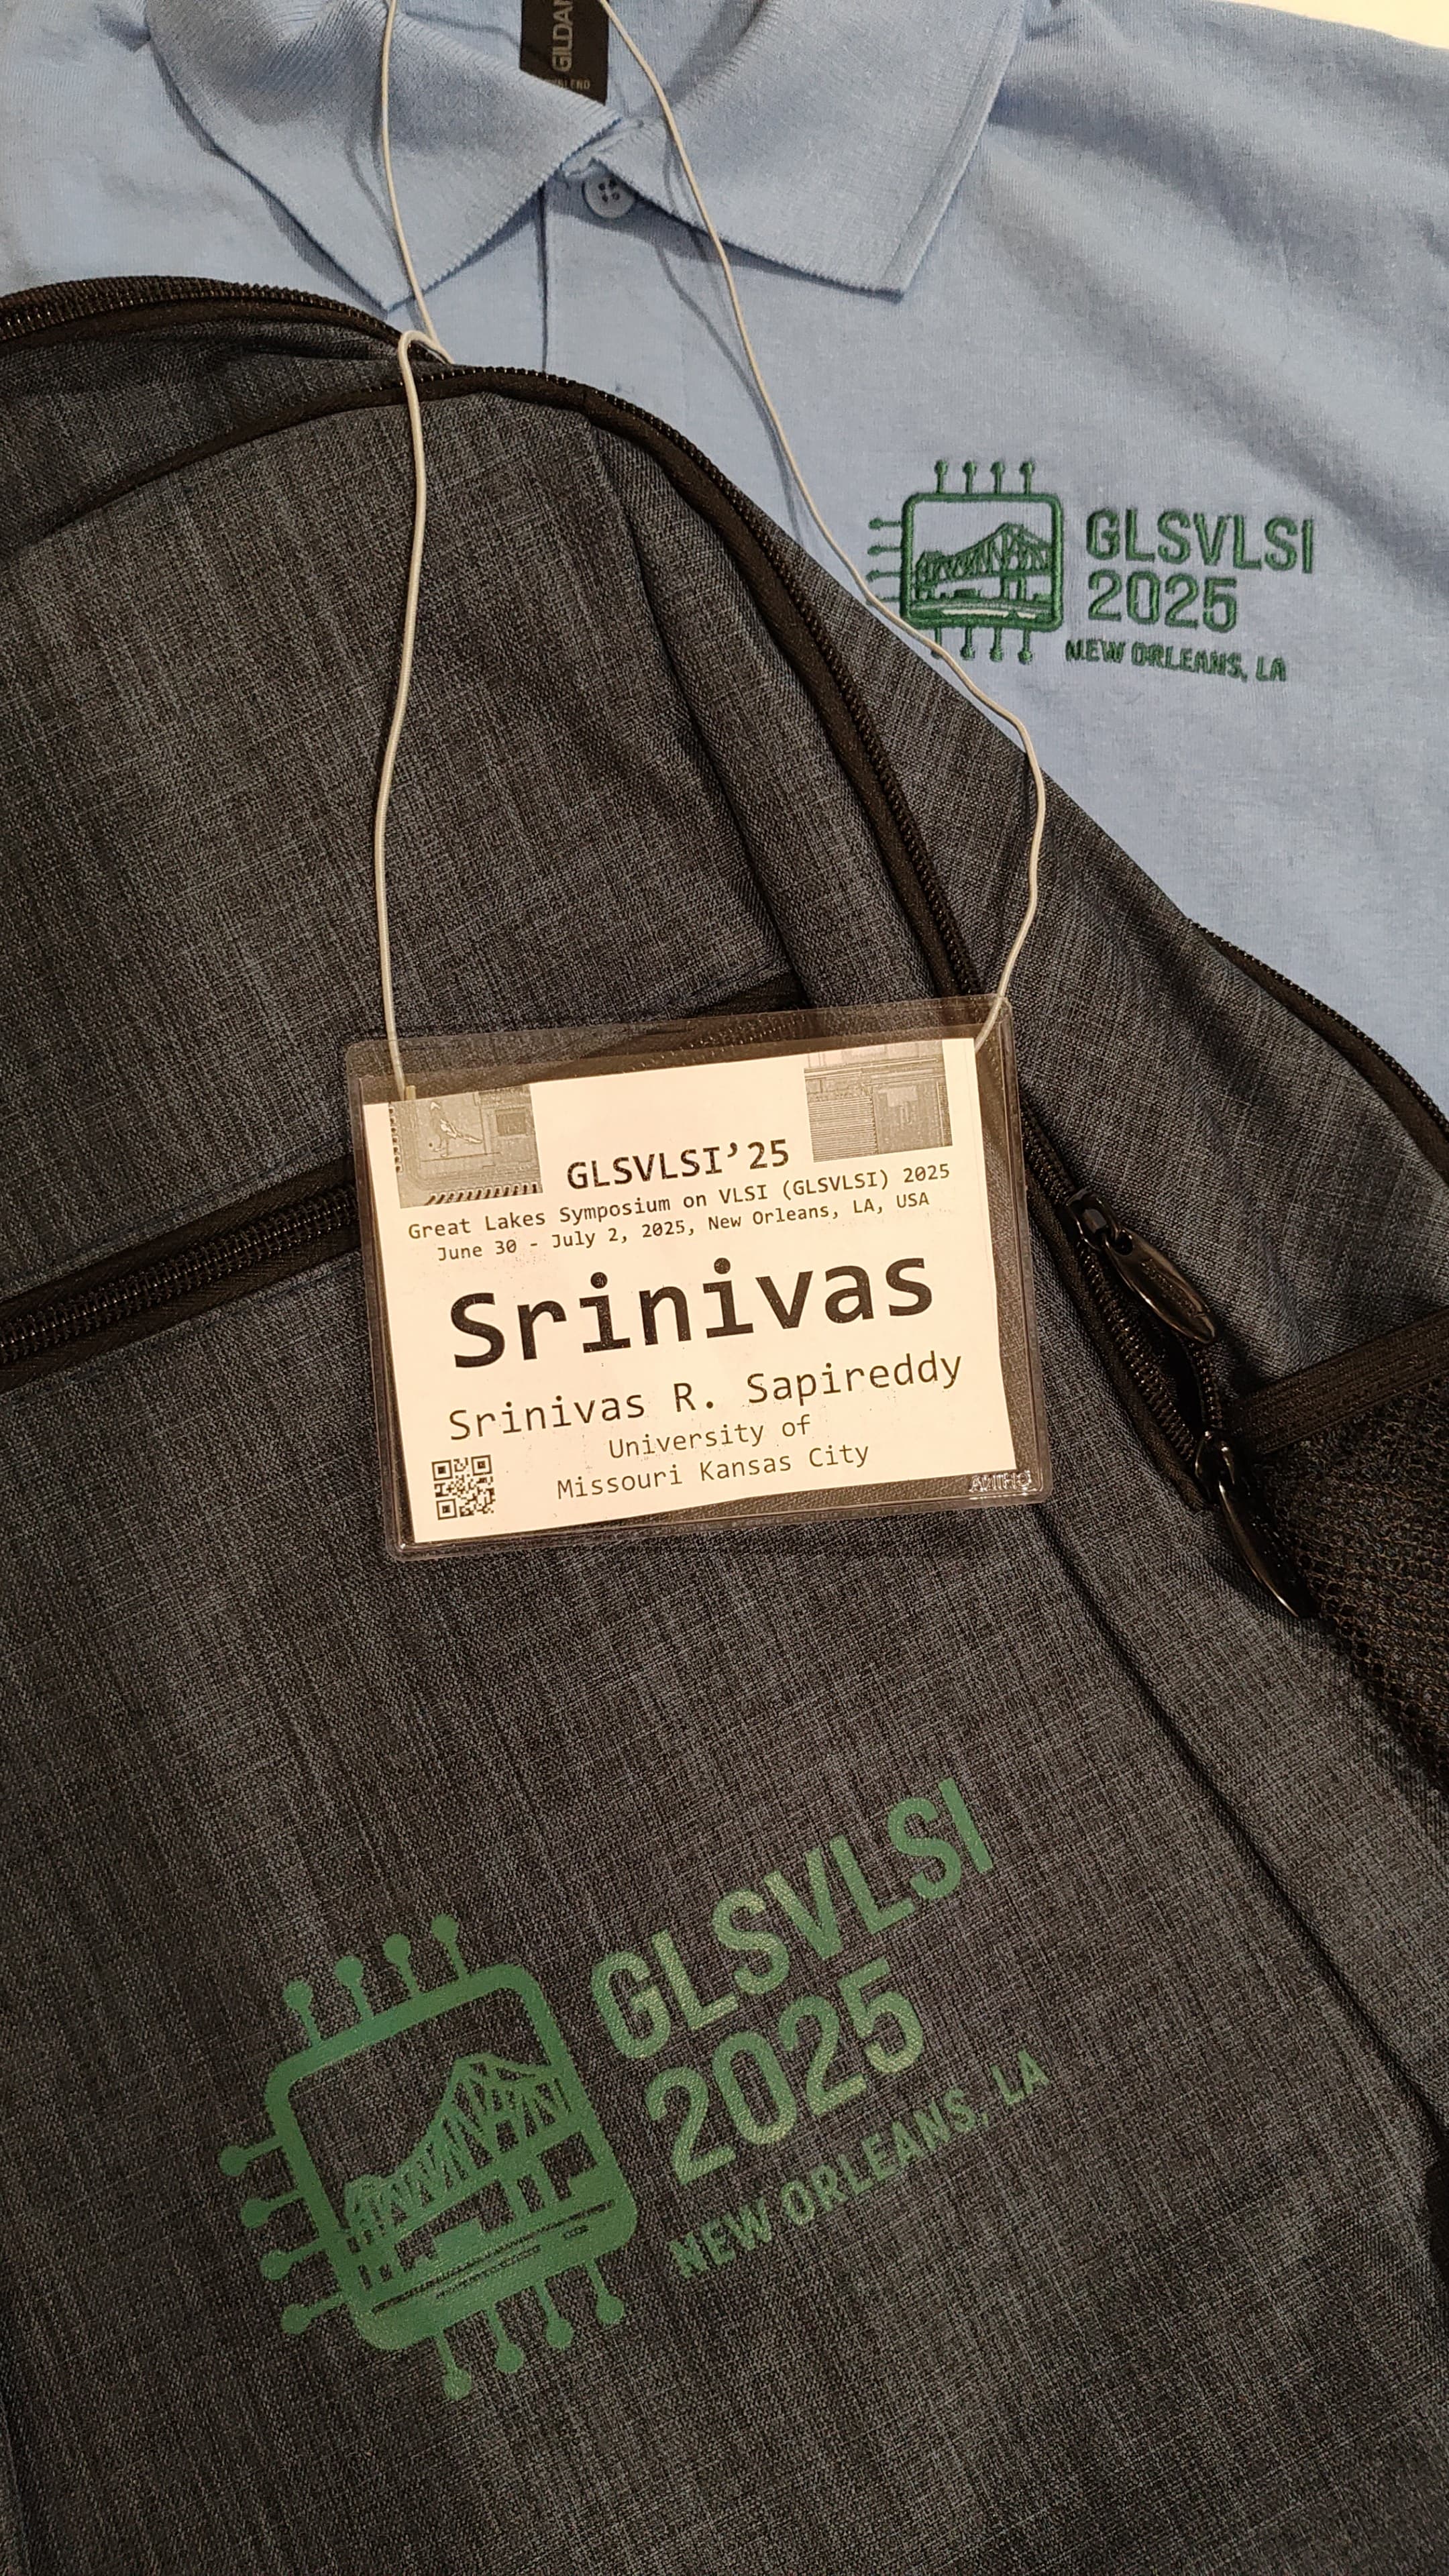 GILDAN
GLSVLSI
2025
NEW ORLEANS, LA
GLSVLSI’25
Great Lakes Symposium on VLSI (GLSVLSI) 2025
June 30 - July 2, 2025, New Orleans, LA, USA
Srinivas
Srinivas R. Sapireddy
University of
Missouri Kansas City
GLSVLSI
2025
NEW ORLEANS, LA